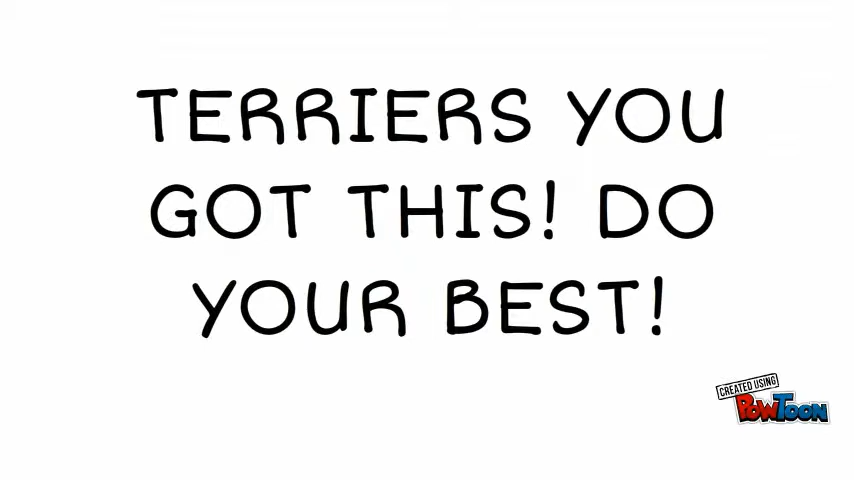 TERRIERS YOU
GOT THIS! DO
YOUR BEST!
CREATED USING
POWTOON